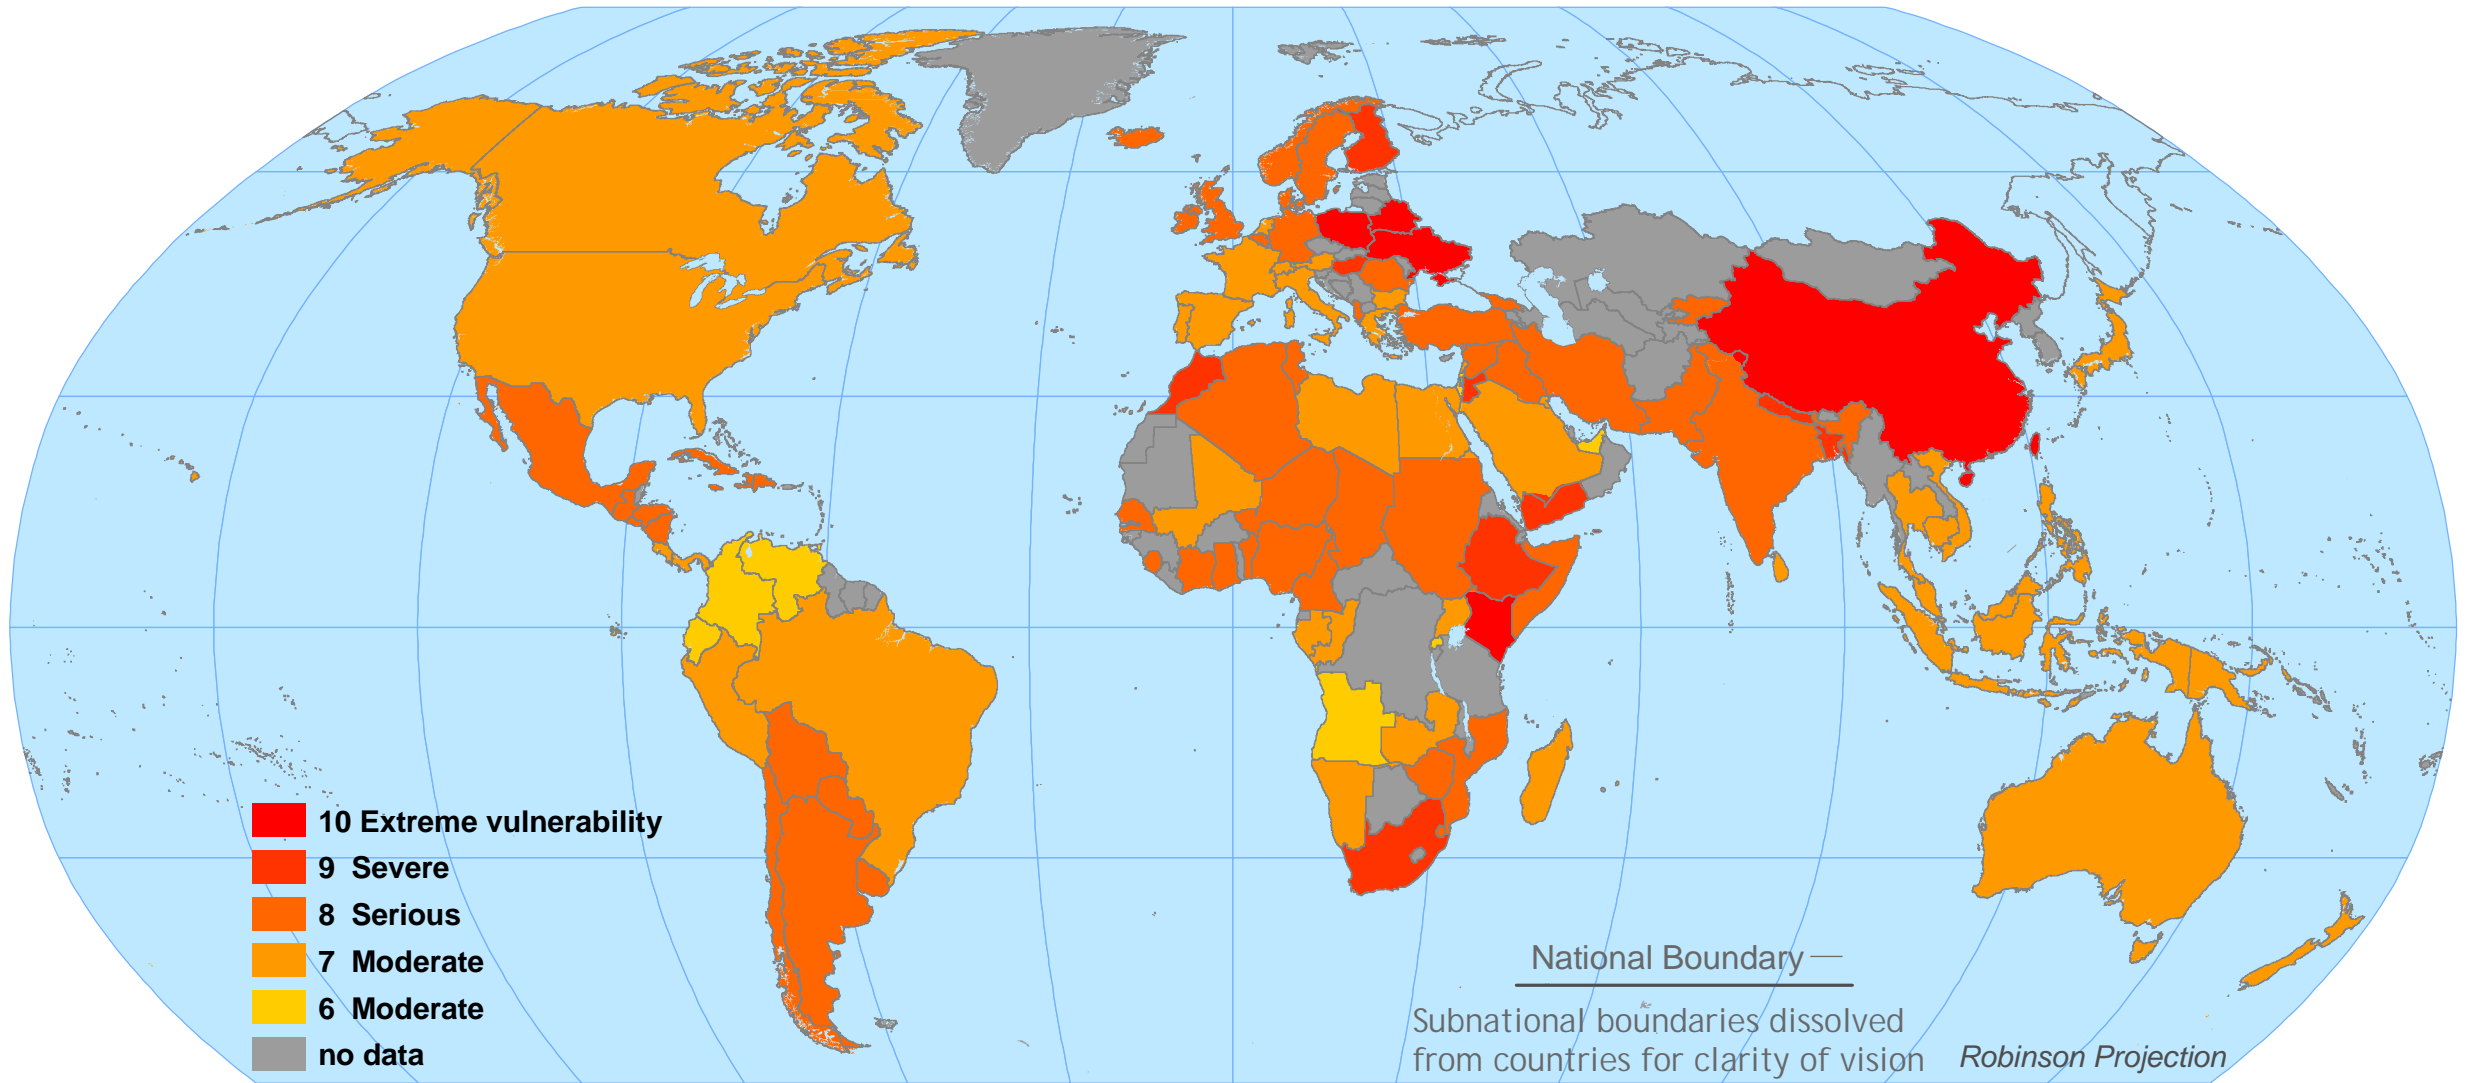 10 Extreme vulnerability
9 Severe
8 Serious
7 Moderate
6 Moderate
no data
National Boundary
Subnational boundaries dissolved
from countries for clarity of vision
Robinson Projection